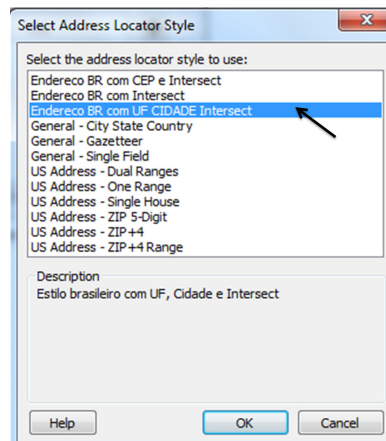 Select Address Locator Style
Select the address locator style to use:
Endereco BR com CEP e Intersect
Endereco BR com Intersect
Endereco BR com UF CIDADE Intersect
General - City State Country
General - Gazetteer
General - Single Field
US Address - Dual Ranges
US Address - One Range
US Address - Single House
US Address - ZIP 5-Digit
US Address - ZIP+4
US Address - ZIP+4 Range
Description
Estilo brasileiro com UF, Cidade e Intersect
Help
OK
Cancel